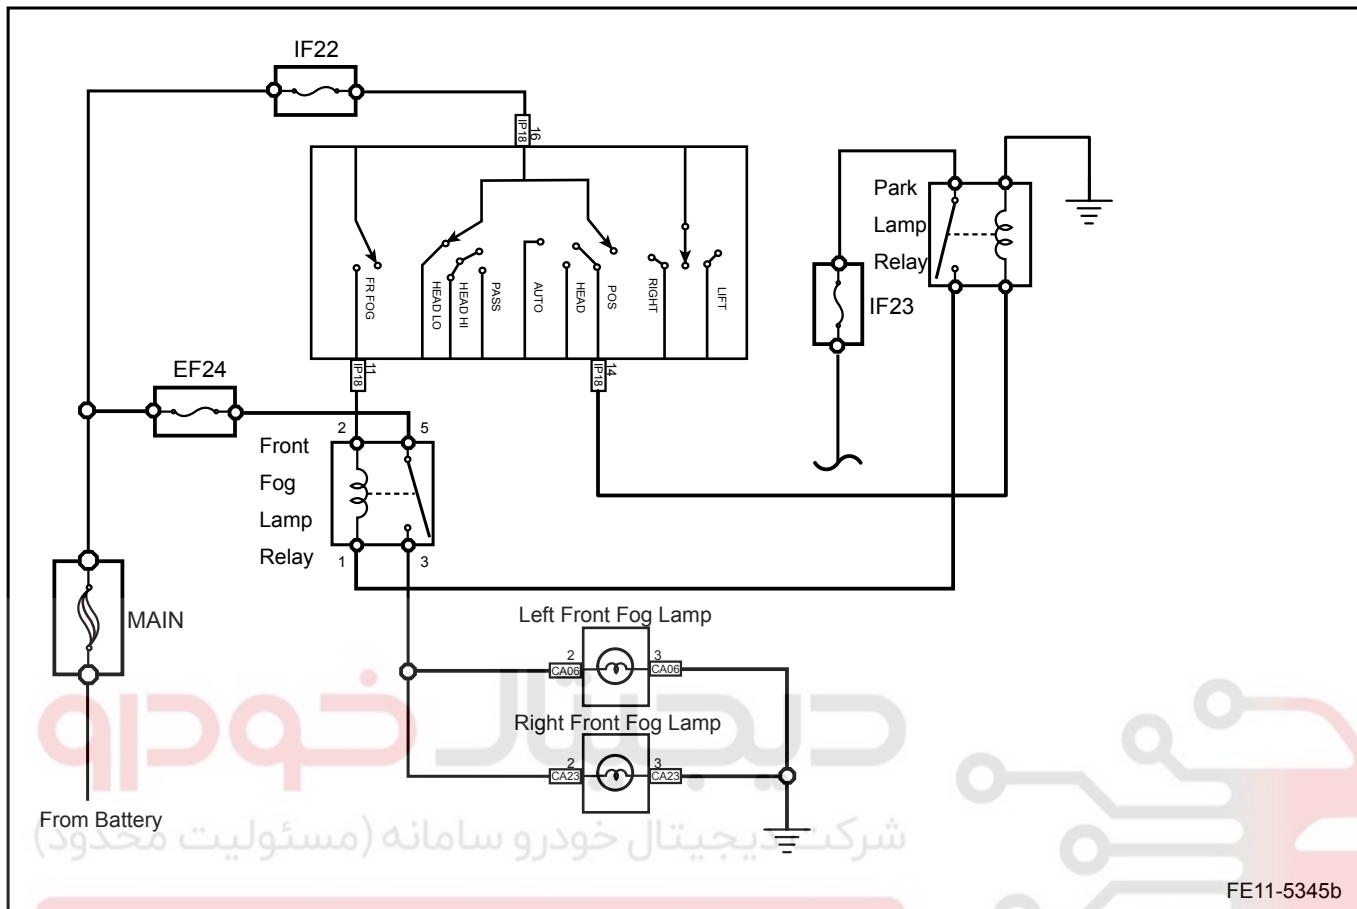 IF22
IP18
16
FR FOG
HEAD LO
HEAD HI
PASS
AUTO
HEAD
POS
RIGHT
LIFT
Park
Lamp
Relay
IF23
IP18
11
IP18
14
EF24
2
5
Front
Fog
Lamp
Relay
1
3
MAIN
Left Front Fog Lamp
2
CA06
3
CA06
Right Front Fog Lamp
2
CA23
3
CA23
From Battery
دیجیتال خودرو
شرکت دیجیتال خودرو سامانه (مسئولیت محدود)
FE11-5345b